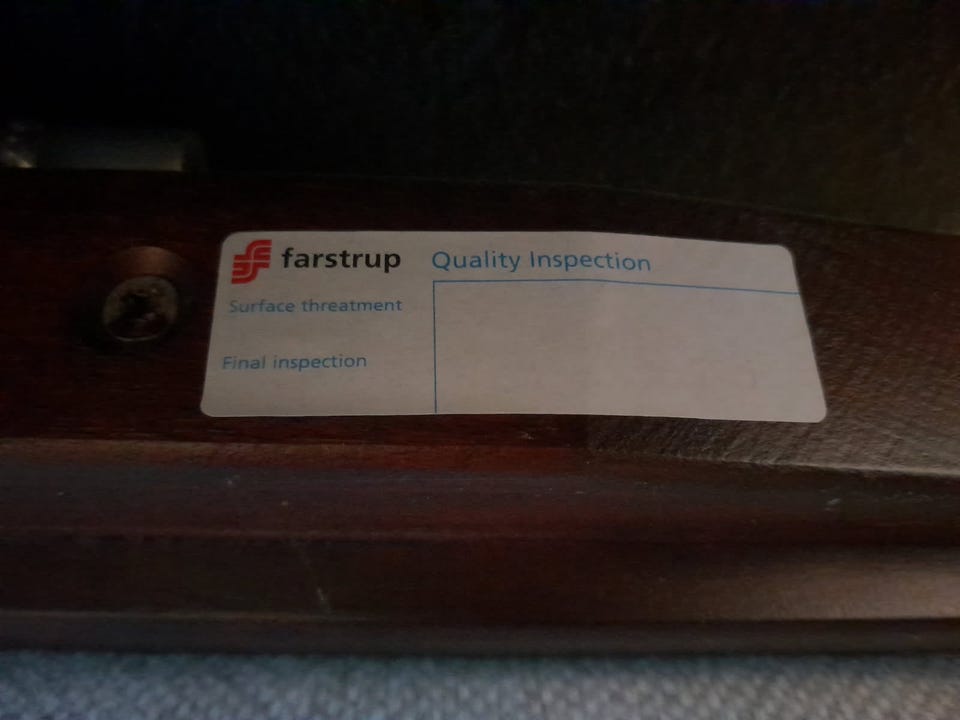 farstrup Quality Inspection
Surface threatment
Final inspection